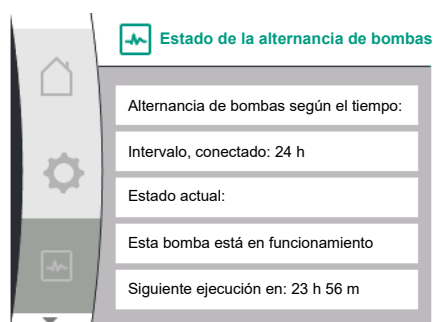 Estado de la alternancia de bombas
Alternancia de bombas según el tiempo:
Intervalo, conectado: 24 h
Estado actual:
Esta bomba está en funcionamiento
Siguiente ejecución en: 23 h 56 m